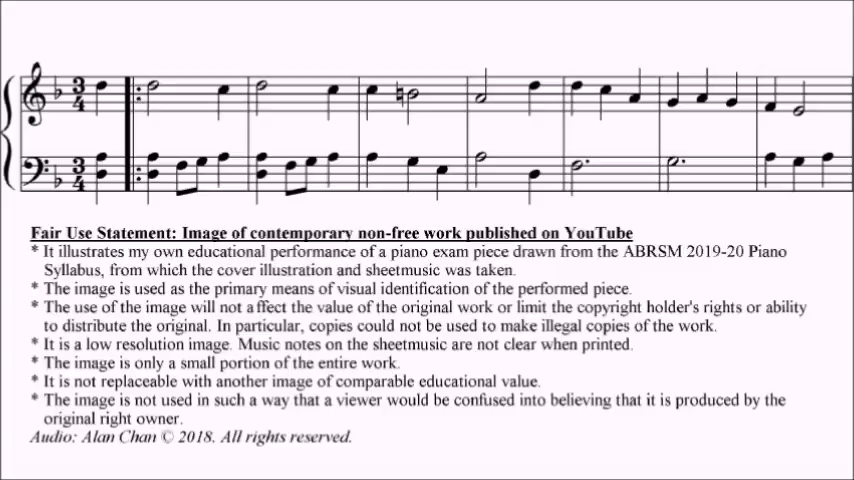 3
4
3
4
Fair Use Statement: Image of contemporary non-free work published on YouTube
* It illustrates my own educational performance of a piano exam piece drawn from the ABRSM 2019-20 Piano
Syllabus, from which the cover illustration and sheetmusic was taken.
* The image is used as the primary means of visual identification of the performed piece.
* The use of the image will not affect the value of the original work or limit the copyright holder's rights or ability
to distribute the original. In particular, copies could not be used to make illegal copies of the work.
* It is a low resolution image. Music notes on the sheetmusic are not clear when printed.
* The image is only a small portion of the entire work.
* It is not replaceable with another image of comparable educational value.
* The image is not used in such a way that a viewer would be confused into believing that it is produced by the
original right owner.
Audio: Alan Chan © 2018. All rights reserved.